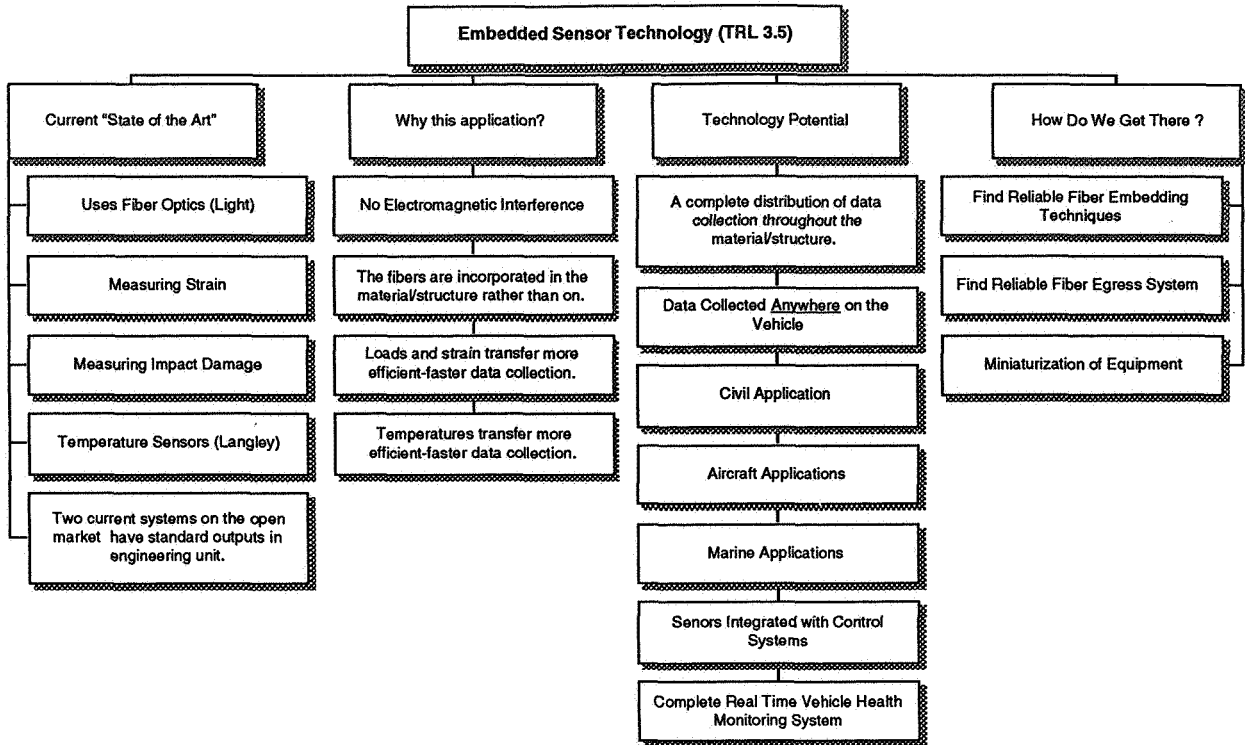 Embedded Sensor Technology (TRL 3.5)
Current "State of the Art"
Uses Fiber Optics (Light)
Measuring Strain
Measuring Impact Damage
Temperature Sensors (Langley)
Two current systems on the open
market have standard outputs in
engineering unit.
Why this application?
No Electromagnetic Interference
The fibers are incorporated in the
material/structure rather than on.
Loads and strain transfer more
efficient-faster data collection.
Temperatures transfer more
efficient-faster data collection.
Technology Potential
A complete distribution of data
collection throughout the
material/structure.
Data Collected Anywhere on the
Vehicle
Civil Application
Aircraft Applications
Marine Applications
Senors Integrated with Control
Systems
Complete Real Time Vehicle Health
Monitoring System
How Do We Get There ?
Find Reliable Fiber Embedding
Techniques
Find Reliable Fiber Egress System
Miniaturization of Equipment